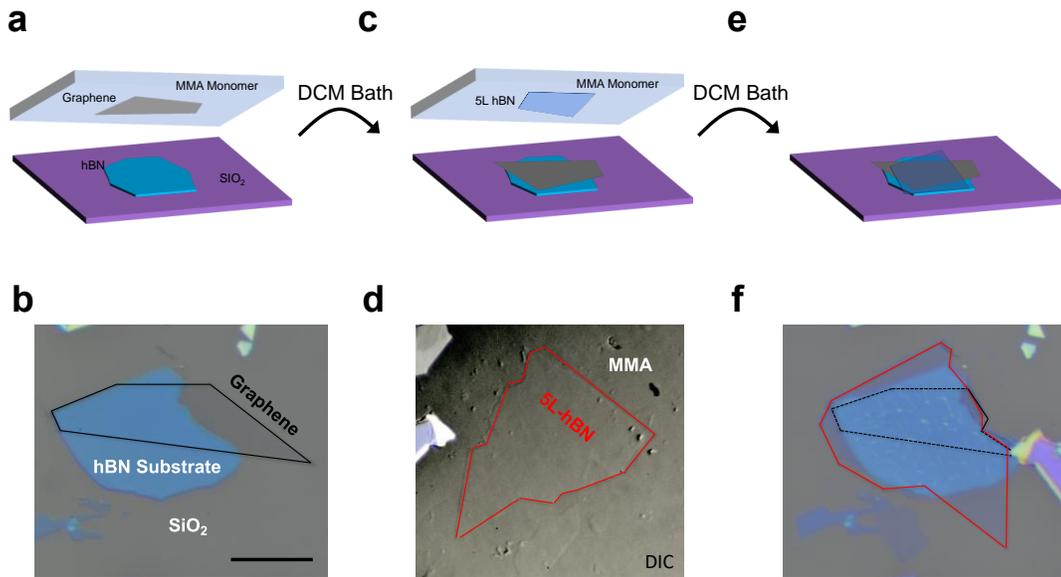 a
c
e
MMA Monomer
Graphene
DCM Bath
MMA Monomer
5L hBN
DCM Bath
hBN
SIO₂
b
d
f
Graphene
hBN Substrate
SiO₂
MMA
5L-hBN
DIC